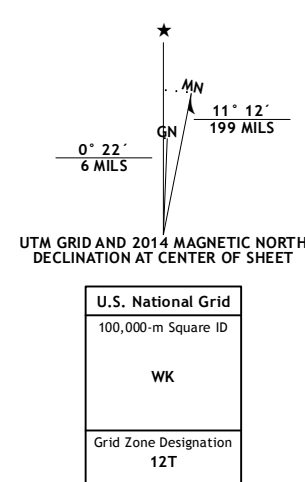 ★
MN
GN
11° 12´
199 MILS
0° 22´
6 MILS
UTM GRID AND 2014 MAGNETIC NORTH
DECLINATION AT CENTER OF SHEET
U.S. National Grid
100,000-m Square ID
WK
Grid Zone Designation
12T